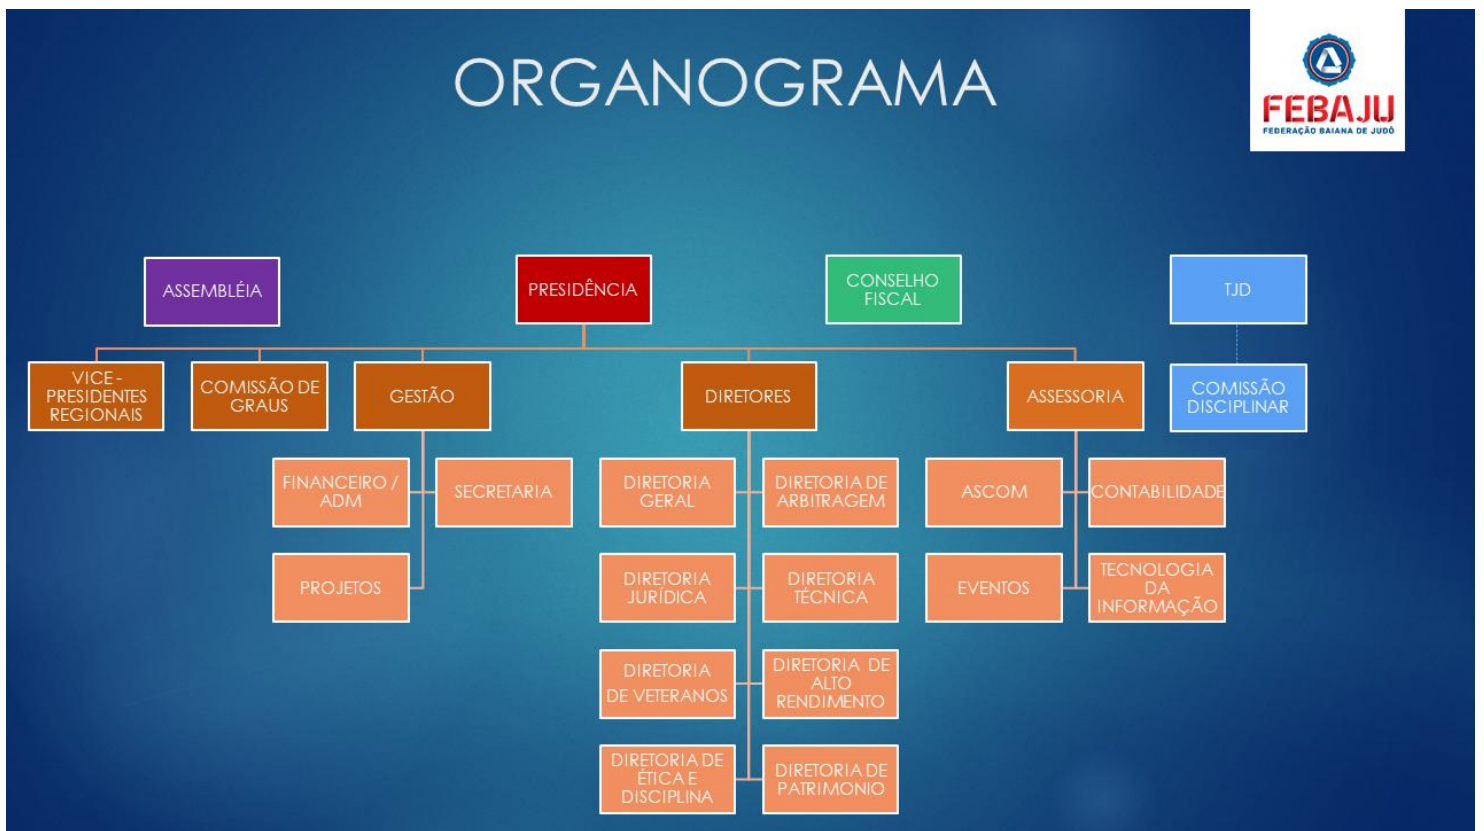 ORGANOGRAMA
FEBAJU
FEDERAÇÃO BAIANA DE JUDÔ
ASSEMBLÉIA
PRESIDÊNCIA
CONSELHO
FISCAL
TJD
VICE-
PRESIDENTES
REGIONAIS
COMISSÃO DE
GRAUS
GESTÃO
DIRETORES
ASSESSORIA
COMISSÃO
DISCIPLINAR
FINANCEIRO /
ADM
SECRETARIA
DIRETORIA
GERAL
DIRETORIA DE
ARBITRAGEM
ASCOM
CONTABILIDADE
PROJETOS
DIRETORIA
JURÍDICA
DIRETORIA
TÉCNICA
EVENTOS
TECNOLOGIA
DA
INFORMAÇÃO
DIRETORIA
DE VETERANOS
DIRETORIA DE
ALTO
RENDIMENTO
DIRETORIA DE
ÉTICA E
DISCIPLINA
DIRETORIA DE
PATRIMONIO